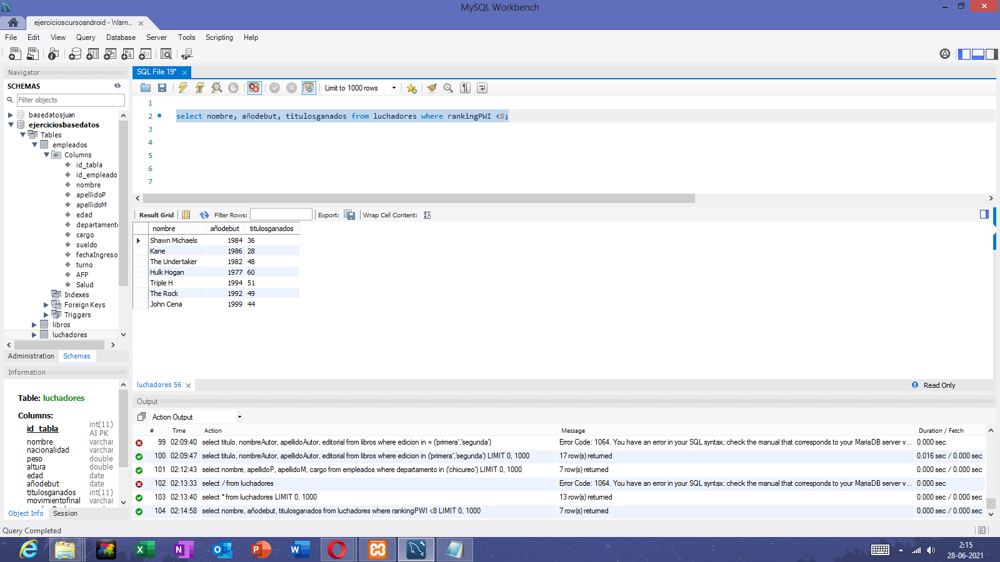 MySQL Workbench
ejercicioscursoandroid - Warn...
File Edit View Query Database Server Tools Scripting Help
Navigator
SCHEMAS
Filter objects
basedatosjuan
ejerciciosbasedatos
Tables
empleados
Columns
id_tabla
id_empleado
nombre
apellidoP
apellidoM
edad
departamento
cargo
sueldo
fechaIngreso
turno
AFP
Salud
Indexes
Foreign Keys
Triggers
libros
luchadores
Administration Schemas
Information
Table: luchadores
Columns:
id_tabla int(11) AI PK
nombre varchar
nacionalidad varchar
peso double
altura double
edad date
añodebut date
titulosganados int(11)
movimientofinal varchar
Object Info Session
Query Completed
SQL File 19*
Limit to 1000 rows
1
2 select nombre, añodebut, titulosganados from luchadores where rankingPWI <8;
3
4
5
6
7
Result Grid Filter Rows: Export: Wrap Cell Content:
nombre añodebut titulosganados
Shawn Michaels 1984 36
Kane 1986 28
The Undertaker 1982 48
Hulk Hogan 1977 60
Triple H 1994 51
The Rock 1992 49
John Cena 1999 44
luchadores 56
Read Only
Output
Action Output
# Time Action Message Duration / Fetch
99 02:09:40 select titulo, nombreAutor, apellidoAutor, editorial from libros where edicion in = ('primera','segunda') Error Code: 1064. You have an error in your SQL syntax; check the manual that corresponds to your MariaDB server v... 0.000 sec
100 02:09:47 select titulo, nombreAutor, apellidoAutor, editorial from libros where edicion in ('primera','segunda') LIMIT 0, 1000 17 row(s) returned 0.016 sec / 0.000 sec
101 02:12:43 select nombre, apellidoP, apellidoM, cargo from empleados where departamento in ('chicureo') LIMIT 0, 1000 7 row(s) returned 0.000 sec / 0.000 sec
102 02:13:33 select / from luchadores Error Code: 1064. You have an error in your SQL syntax; check the manual that corresponds to your MariaDB server v... 0.000 sec
103 02:13:40 select * from luchadores LIMIT 0, 1000 13 row(s) returned 0.000 sec / 0.000 sec
104 02:14:58 select nombre, añodebut, titulosganados from luchadores where rankingPWI <8 LIMIT 0, 1000 7 row(s) returned 0.000 sec / 0.000 sec
2:15
28-06-2021